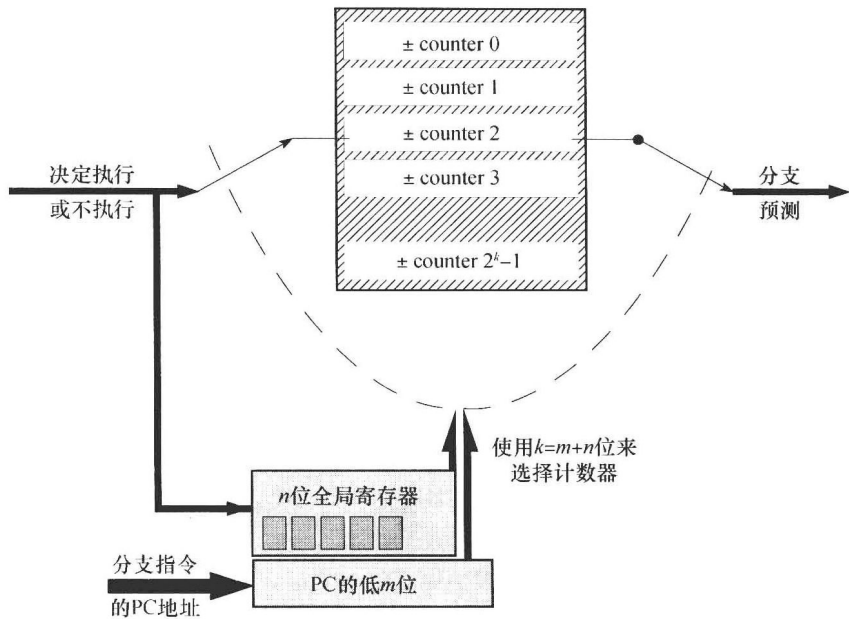 ± counter 0
± counter 1
± counter 2
± counter 3
± counter 2ᵏ–1
决定执行
或不执行
分支
预测
使用k=m+n位来
选择计数器
n位全局寄存器
分支指令
的PC地址
PC的低m位